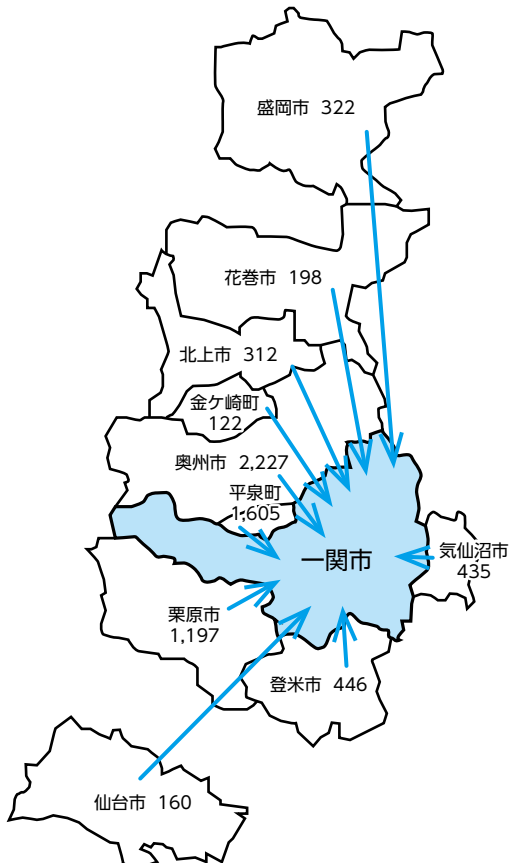 盛岡市 322
花巻市 198
北上市 312
金ケ崎町
122
奥州市 2,227
平泉町
1,605
一関市
気仙沼市
435
栗原市
1,197
登米市 446
仙台市 160